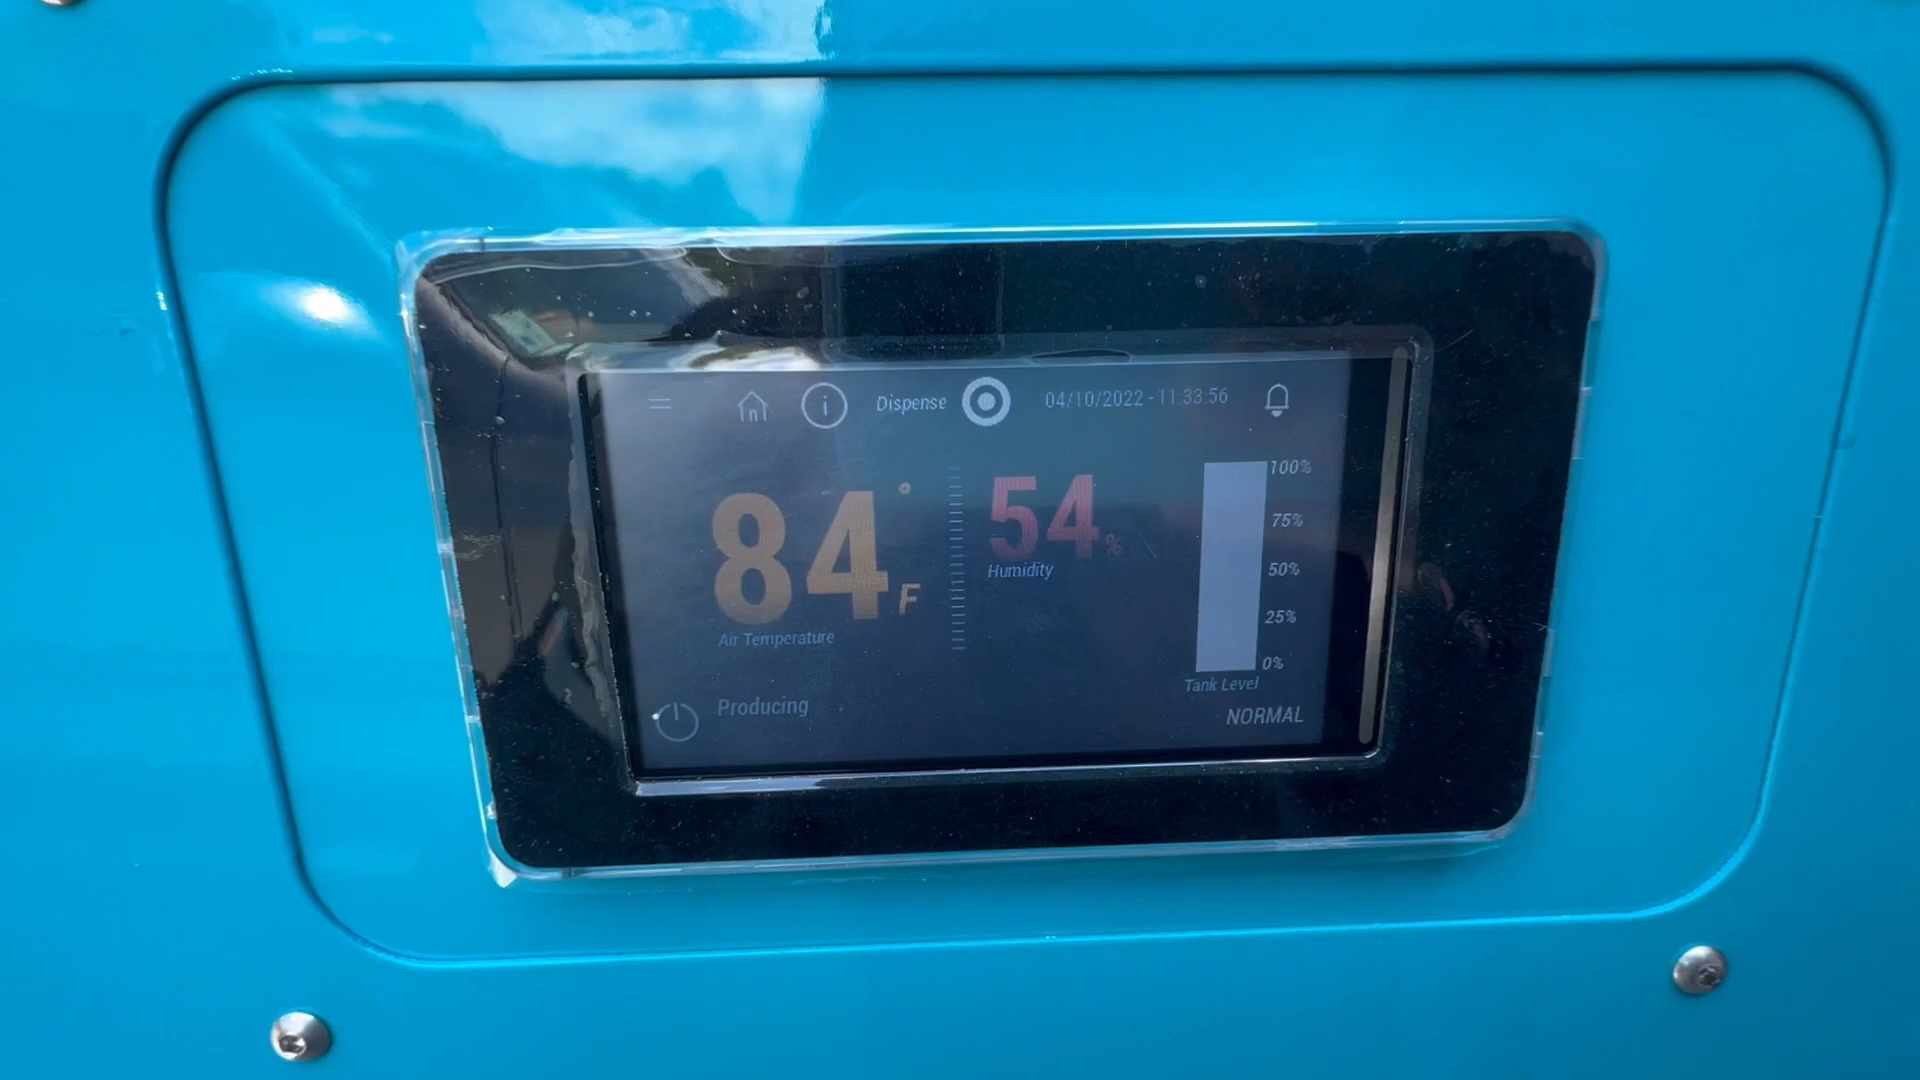 Dispense
04/10/2022 - 11:33:56
84°F
Air Temperature
54%
Humidity
100%
75%
50%
25%
0%
Tank Level
Producing
NORMAL